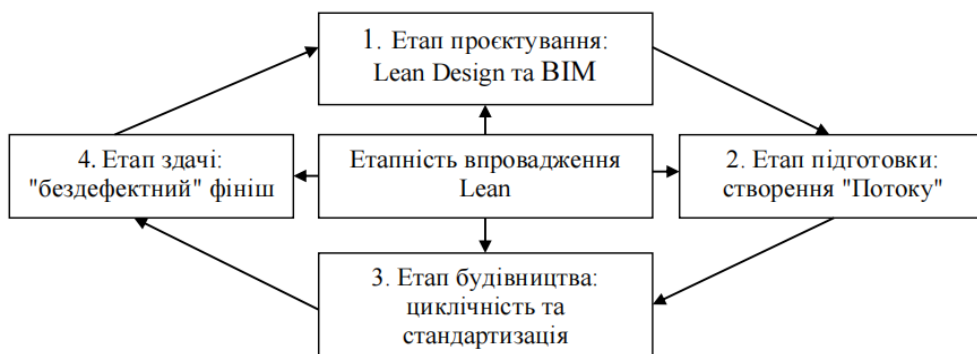 1. Етап проєктування:
Lean Design та BIM
4. Етап здачі:
"бездефектний" фініш
Етапність впровадження
Lean
2. Етап підготовки:
створення "Потоку"
3. Етап будівництва:
циклічність та
стандартизація